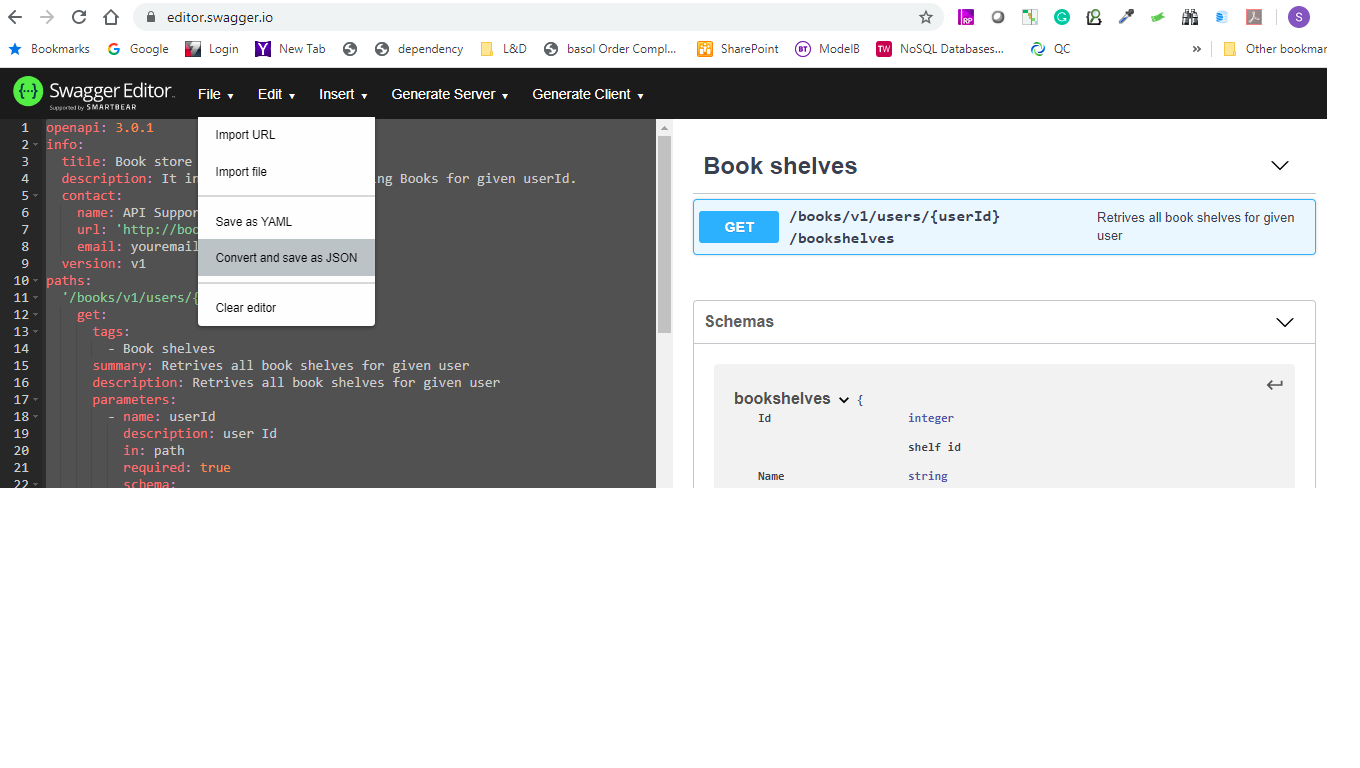 editor.swagger.io
S
Bookmarks Google Login New Tab dependency L&D basol Order Compl... SharePoint BT ModelB TW NoSQL Databases... QC » Other bookmar
{··} Swagger Editor.
Supported by SMARTBEAR
File Edit Insert Generate Server Generate Client
Import URL
Import file
Save as YAML
Convert and save as JSON
Clear editor
1 openapi: 3.0.1
2 info:
3 title: Book store
4 description: It in ng Books for given userId.
5 contact:
6 name: API Suppor
7 url: 'http://boo
8 email: youremail
9 version: v1
10 paths:
11 '/books/v1/users/{
12 get:
13 tags:
14 - Book shelves
15 summary: Retrives all book shelves for given user
16 description: Retrives all book shelves for given user
17 parameters:
18 - name: userId
19 description: user Id
20 in: path
21 required: true
22 schema:
Book shelves
GET /books/v1/users/{userId}
/bookshelves
Retrives all book shelves for given
user
Schemas
bookshelves {
Id integer
shelf id
Name string